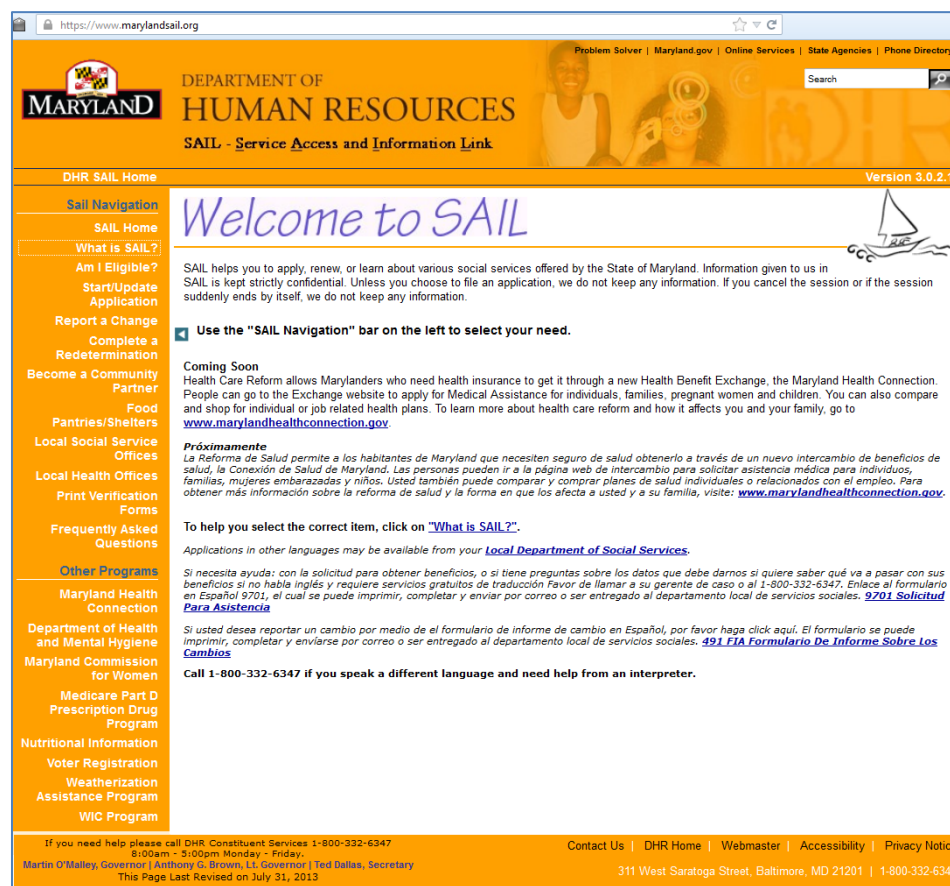 https://www.marylandsail.org
Problem Solver | Maryland.gov | Online Services | State Agencies | Phone Directory
Search
MARYLAND
DEPARTMENT OF
HUMAN RESOURCES
SAIL - Service Access and Information Link
DHR SAIL Home
Version 3.0.2.1
Sail Navigation
SAIL Home
What is SAIL?
Am I Eligible?
Start/Update
Application
Report a Change
Complete a
Redetermination
Become a Community
Partner
Food
Pantries/Shelters
Local Social Service
Offices
Local Health Offices
Print Verification
Forms
Frequently Asked
Questions
Other Programs
Maryland Health
Connection
Department of Health
and Mental Hygiene
Maryland Commission
for Women
Medicare Part D
Prescription Drug
Program
Nutritional Information
Voter Registration
Weatherization
Assistance Program
WIC Program
Welcome to SAIL
SAIL helps you to apply, renew, or learn about various social services offered by the State of Maryland. Information given to us in
SAIL is kept strictly confidential. Unless you choose to file an application, we do not keep any information. If you cancel the session or if the session
suddenly ends by itself, we do not keep any information.
Use the "SAIL Navigation" bar on the left to select your need.
Coming Soon
Health Care Reform allows Marylanders who need health insurance to get it through a new Health Benefit Exchange, the Maryland Health Connection.
People can go to the Exchange website to apply for Medical Assistance for individuals, families, pregnant women and children. You can also compare
and shop for individual or job related health plans. To learn more about health care reform and how it affects you and your family, go to
www.marylandhealthconnection.gov.
Próximamente
La Reforma de Salud permite a los habitantes de Maryland que necesiten seguro de salud obtenerlo a través de un nuevo intercambio de beneficios de
salud, la Conexión de Salud de Maryland. Las personas pueden ir a la página web de intercambio para solicitar asistencia médica para individuos,
familias, mujeres embarazadas y niños. Usted también puede comparar y comprar planes de salud individuales o relacionados con el empleo. Para
obtener más información sobre la reforma de salud y la forma en que los afecta a usted y a su familia, visite: www.marylandhealthconnection.gov.
To help you select the correct item, click on "What is SAIL?".
Applications in other languages may be available from your Local Department of Social Services.
Si necesita ayuda: con la solicitud para obtener beneficios, o si tiene preguntas sobre los datos que debe darnos si quiere saber qué va a pasar con sus
beneficios si no habla inglés y requiere servicios gratuitos de traducción Favor de llamar a su gerente de caso o al 1-800-332-6347. Enlace al formulario
en Español 9701, el cual se puede imprimir, completar y enviar por correo o ser entregado al departamento local de servicios sociales. 9701 Solicitud
Para Asistencia
Si usted desea reportar un cambio por medio de el formulario de informe de cambio en Español, por favor haga click aquí. El formulario se puede
imprimir, completar y envíarse por correo o ser entregado al departamento local de servicios sociales. 491 FIA Formulario De Informe Sobre Los
Cambios
Call 1-800-332-6347 if you speak a different language and need help from an interpreter.
If you need help please call DHR Constituent Services 1-800-332-6347
8:00am - 5:00pm Monday - Friday.
Martin O'Malley, Governor | Anthony G. Brown, Lt. Governor | Ted Dallas, Secretary
This Page Last Revised on July 31, 2013
Contact Us | DHR Home | Webmaster | Accessibility | Privacy Notic
311 West Saratoga Street, Baltimore, MD 21201 | 1-800-332-634